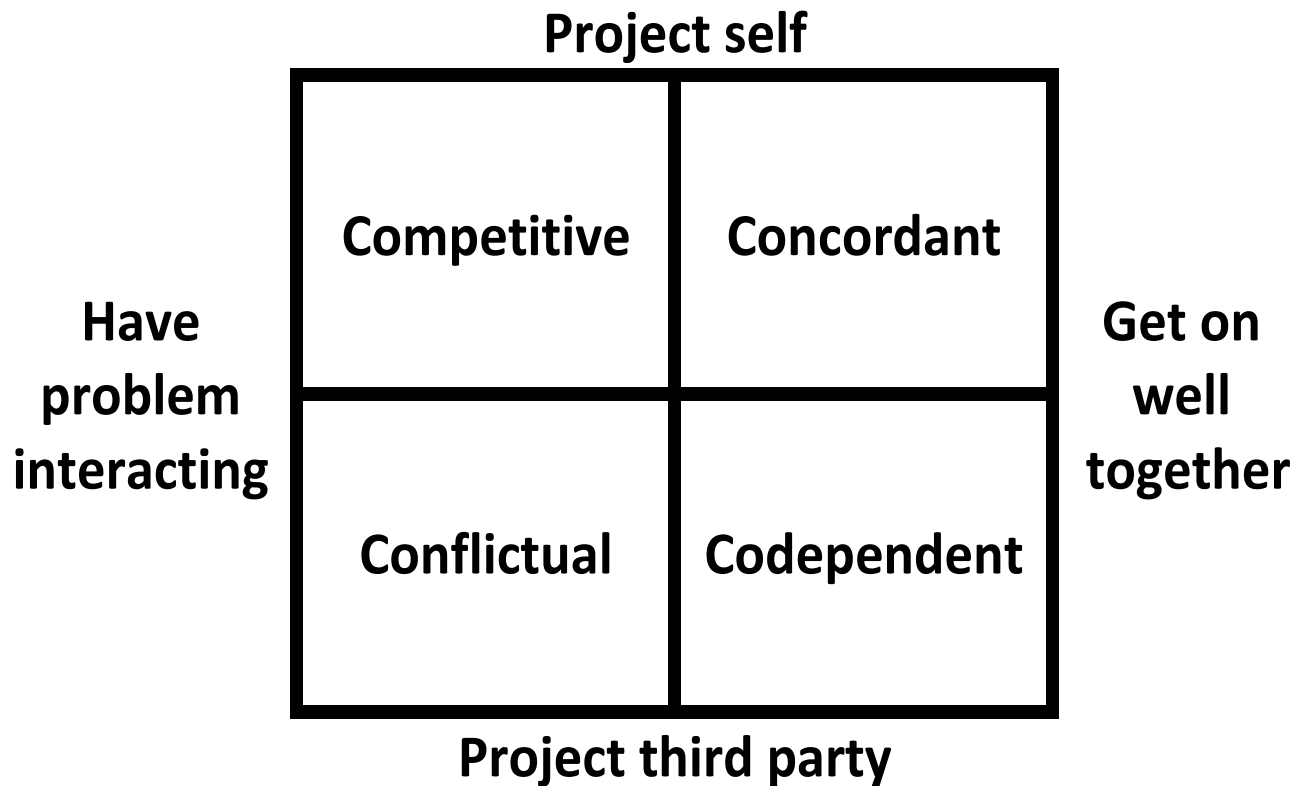 Project self
Competitive
Concordant
Have
problem
interacting
Get on
well
together
Conflictual
Codependent
Project third party